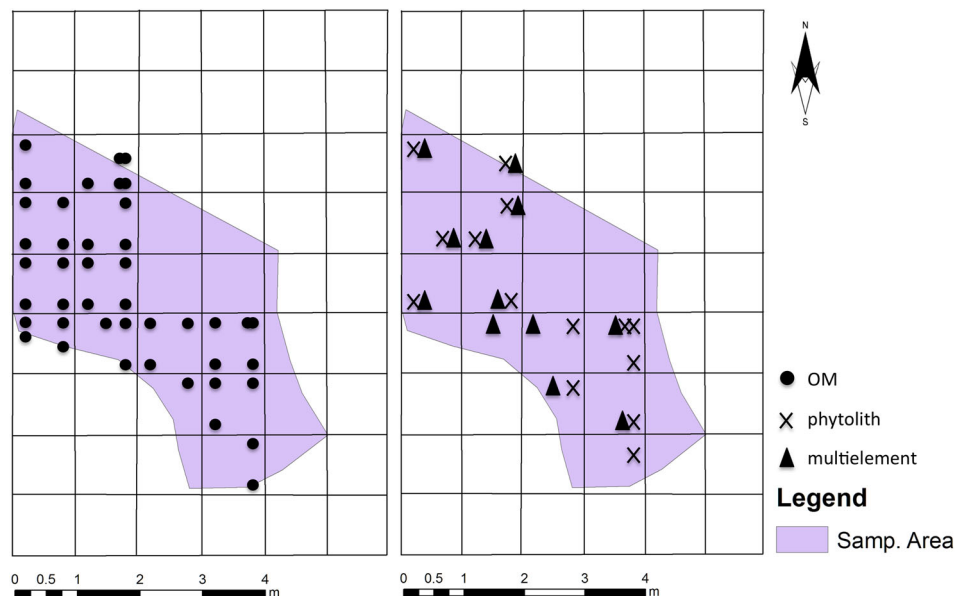 N
S
OM
phytolith
multielement
Legend
Samp. Area
0 0.5 1 2 3 4
m
0 0.5 1 2 3 4
m